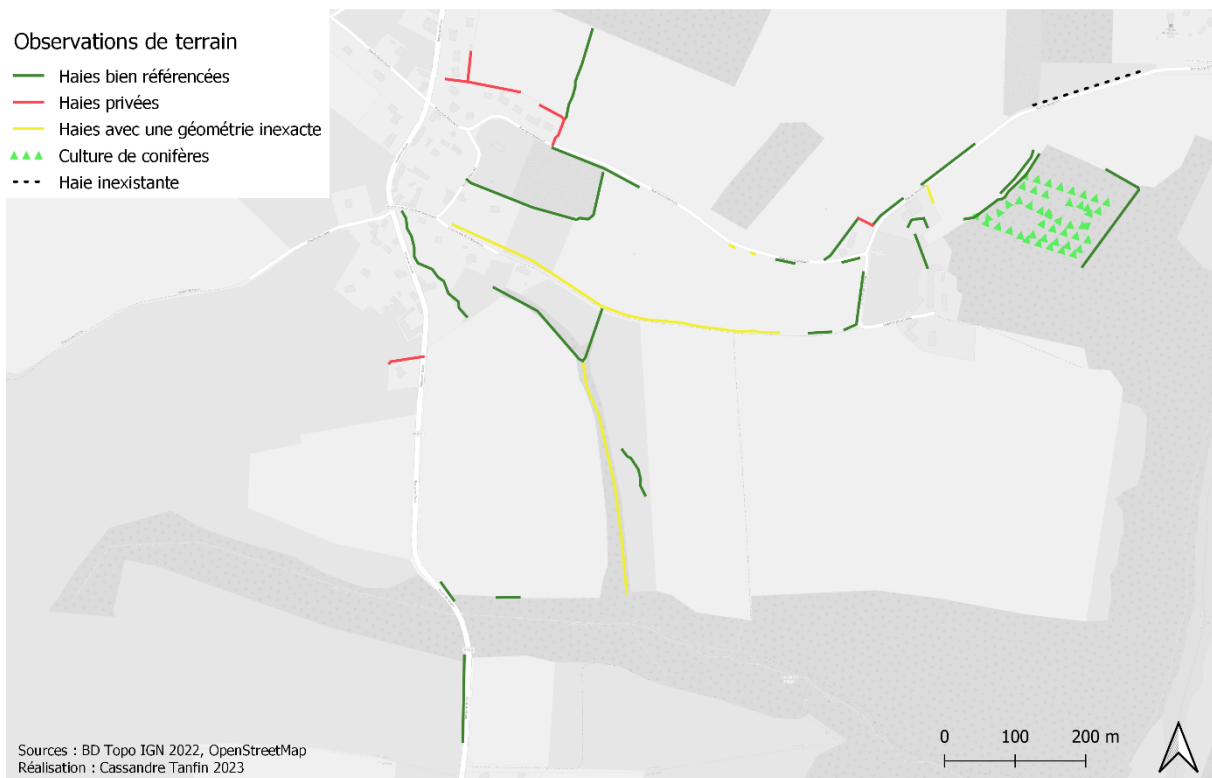 Observations de terrain
Haies bien référencées
Haies privées
Haies avec une géométrie inexacte
Culture de conifères
Haie inexistante
Sources : BD Topo IGN 2022, OpenStreetMap
Réalisation : Cassandre Tanfin 2023
0 100 200 m